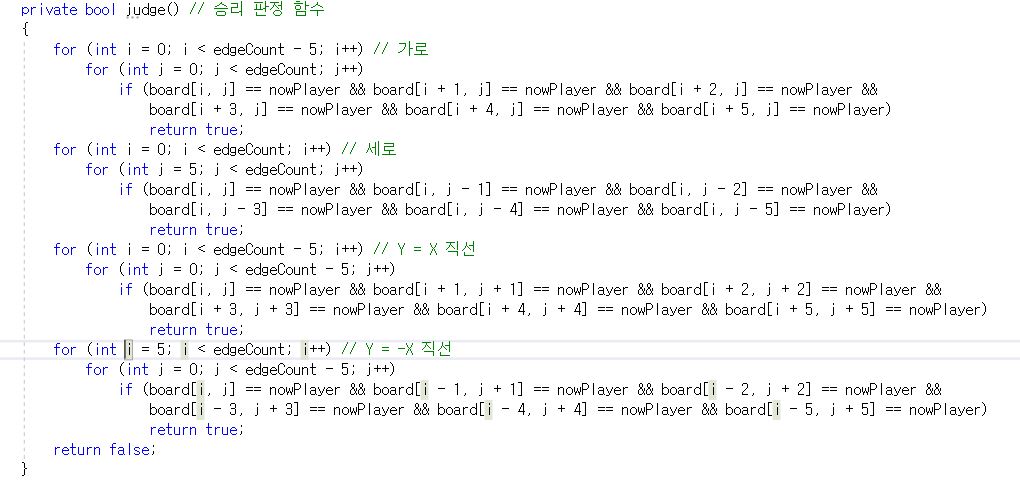 private bool judge() // 승리 판정 함수
{
    for (int i = 0; i < edgeCount - 5; i++) // 가로
        for (int j = 0; j < edgeCount; j++)
            if (board[i, j] == nowPlayer && board[i + 1, j] == nowPlayer && board[i + 2, j] == nowPlayer &&
                board[i + 3, j] == nowPlayer && board[i + 4, j] == nowPlayer && board[i + 5, j] == nowPlayer)
                return true;
    for (int i = 0; i < edgeCount; i++) // 세로
        for (int j = 5; j < edgeCount; j++)
            if (board[i, j] == nowPlayer && board[i, j - 1] == nowPlayer && board[i, j - 2] == nowPlayer &&
                board[i, j - 3] == nowPlayer && board[i, j - 4] == nowPlayer && board[i, j - 5] == nowPlayer)
                return true;
    for (int i = 0; i < edgeCount - 5; i++) // Y = X 직선
        for (int j = 0; j < edgeCount - 5; j++)
            if (board[i, j] == nowPlayer && board[i + 1, j + 1] == nowPlayer && board[i + 2, j + 2] == nowPlayer &&
                board[i + 3, j + 3] == nowPlayer && board[i + 4, j + 4] == nowPlayer && board[i + 5, j + 5] == nowPlayer)
                return true;
    for (int i = 5; i < edgeCount; i++) // Y = -X 직선
        for (int j = 0; j < edgeCount - 5; j++)
            if (board[i, j] == nowPlayer && board[i - 1, j + 1] == nowPlayer && board[i - 2, j + 2] == nowPlayer &&
                board[i - 3, j + 3] == nowPlayer && board[i - 4, j + 4] == nowPlayer && board[i - 5, j + 5] == nowPlayer)
                return true;
    return false;
}